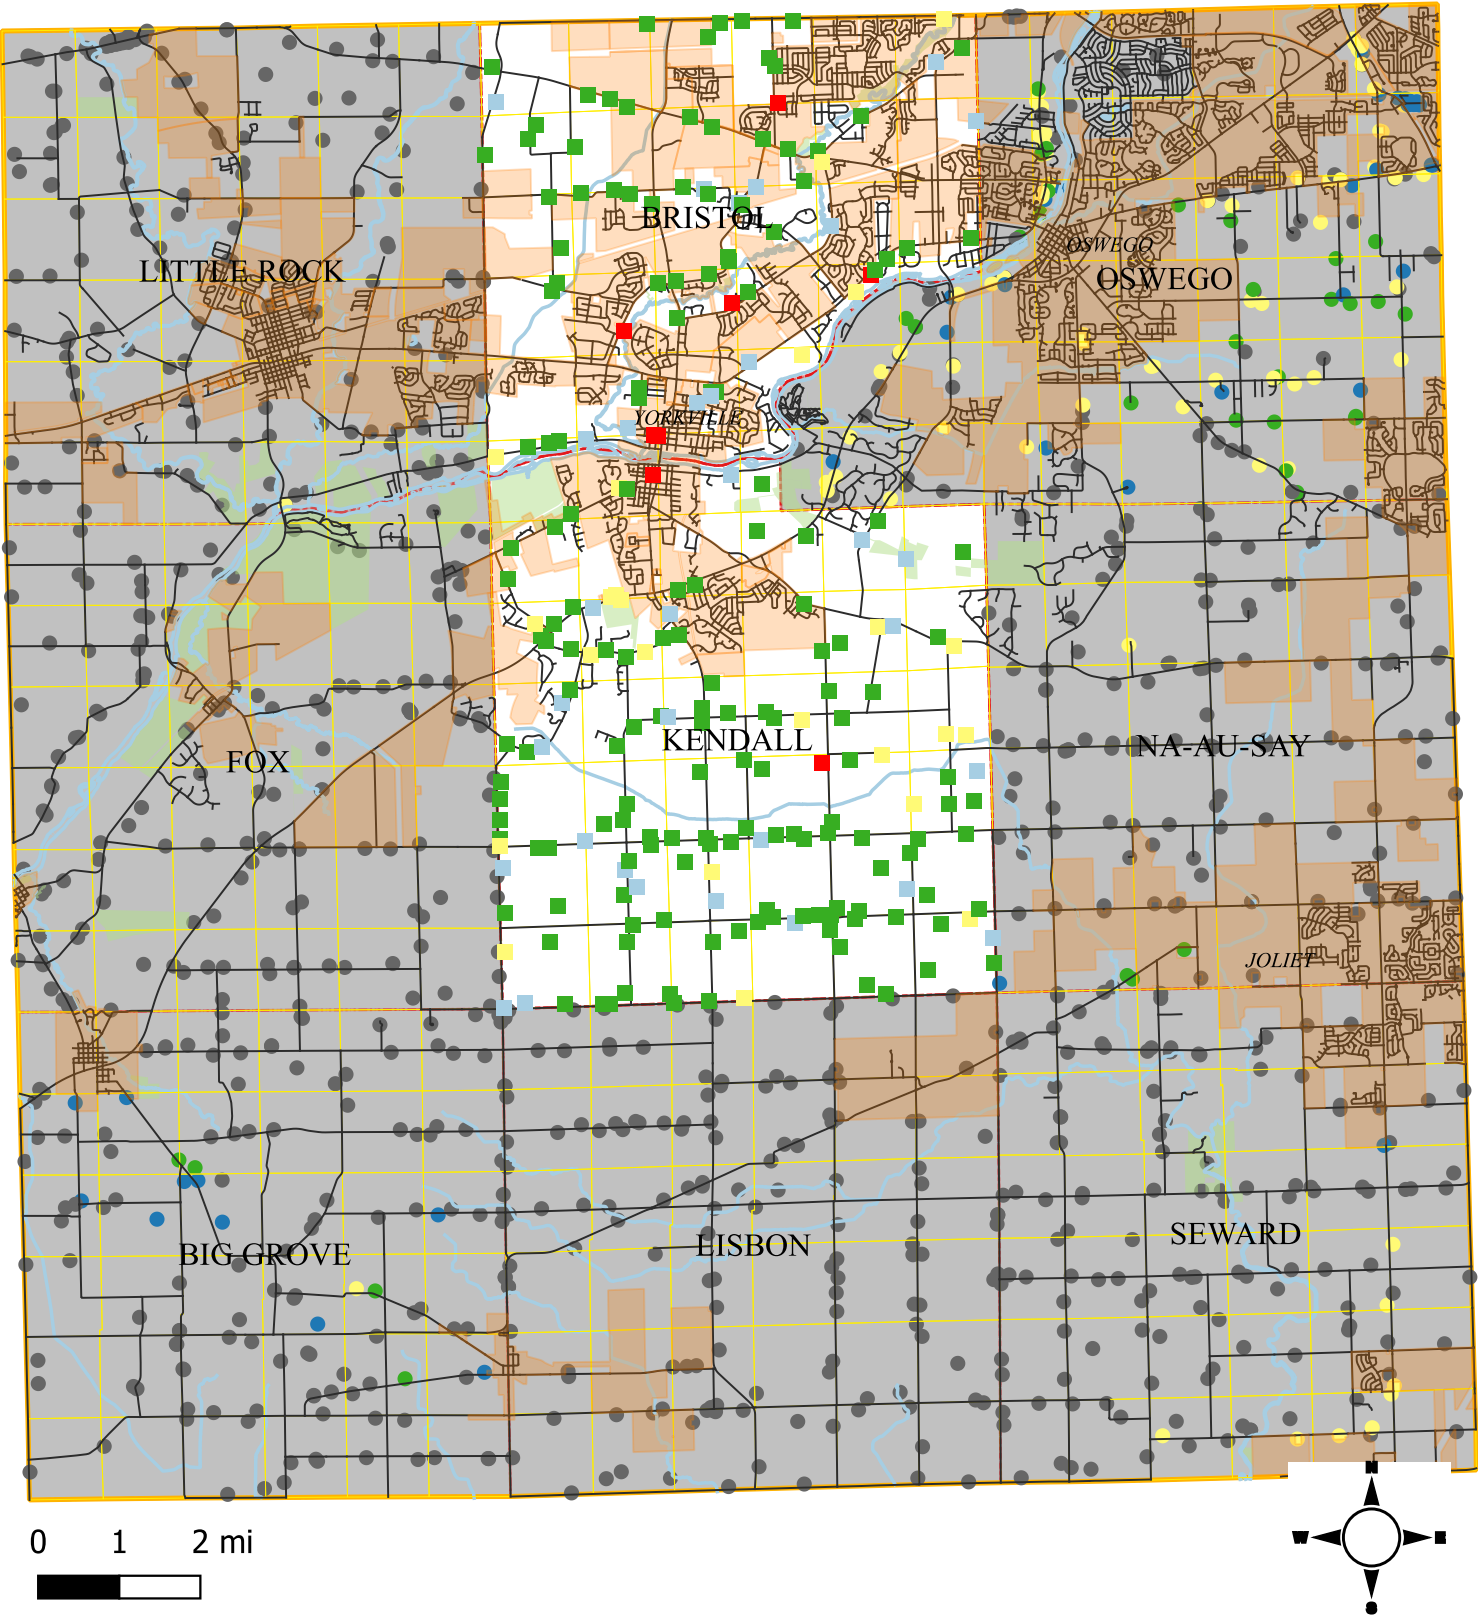 BRISTOL
OSWEGO
LITTLE ROCK
OSWEGO
YORKVILLE
KENDALL
NA-AU-SAY
FOX
JOLIET
SEWARD
LISBON
BIG GROVE
N
0 1 2 mi
W E
S